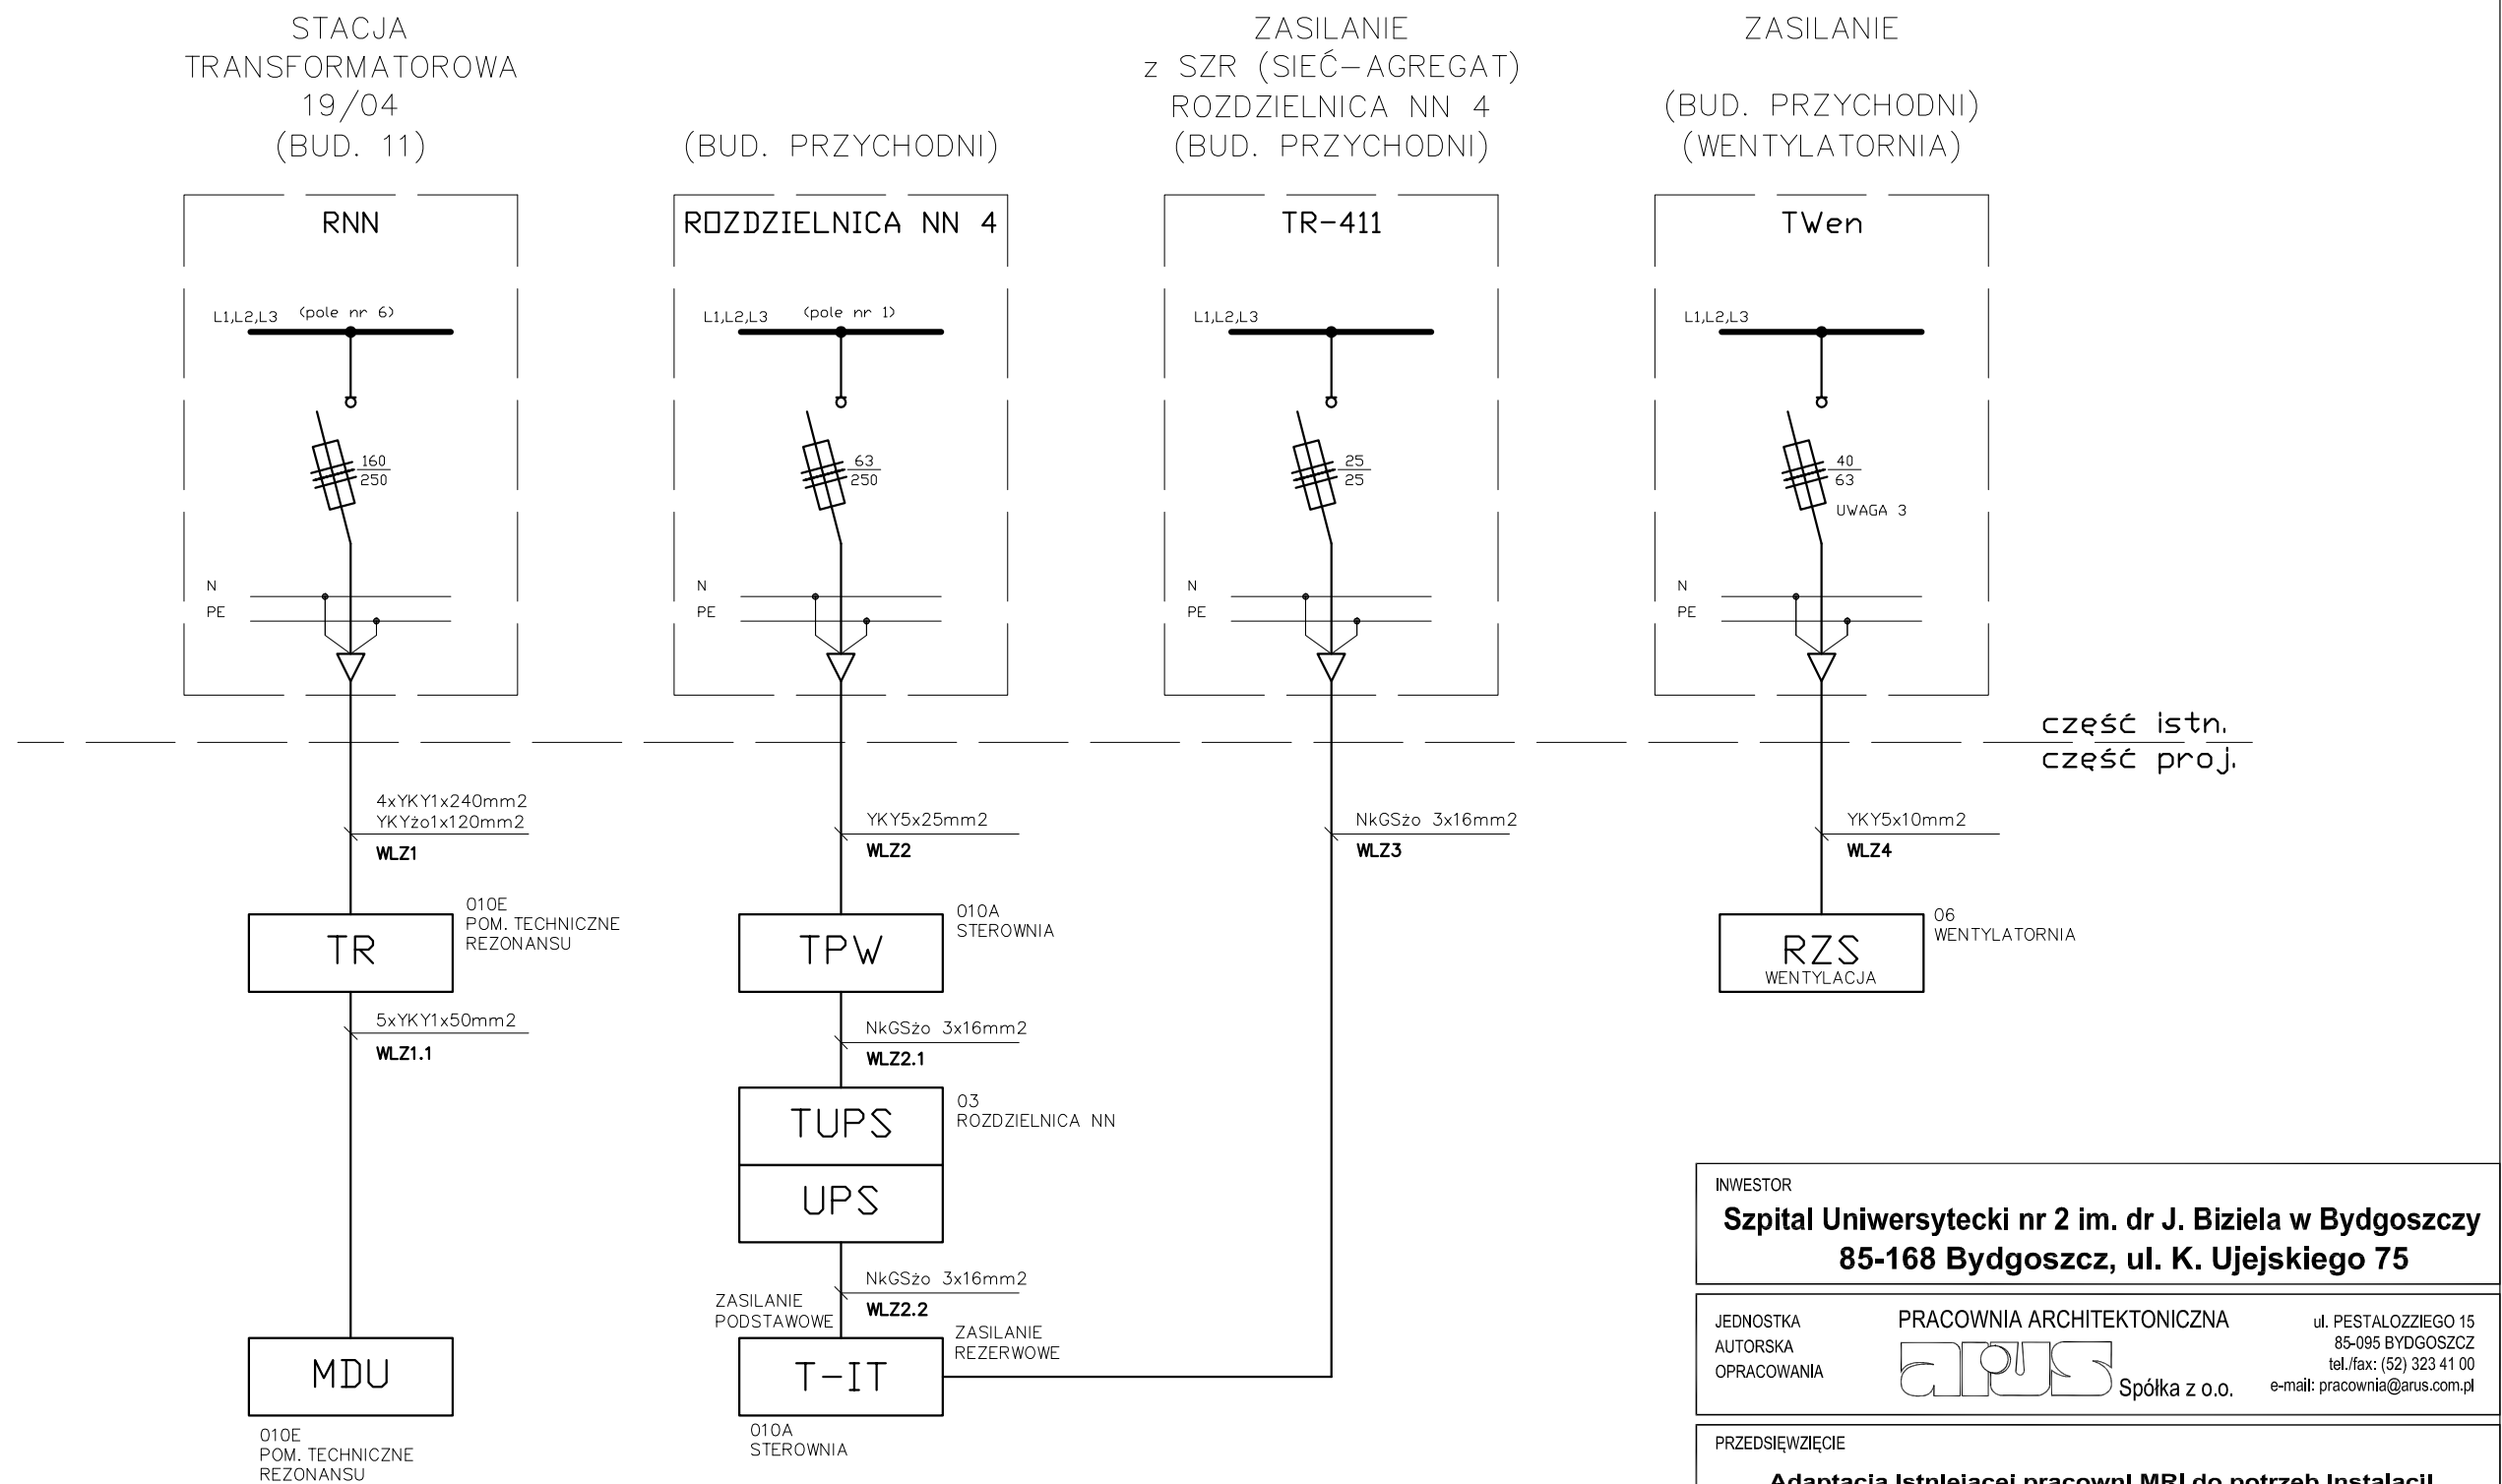 STACJA
TRANSFORMATOROWA
19/04
(BUD. 11)
(BUD. PRZYCHODNI)
ZASILANIE
z SZR (SIEĆ-AGREGAT)
ROZDZIELNICA NN 4
(BUD. PRZYCHODNI)
ZASILANIE
(BUD. PRZYCHODNI)
(WENTYLATORNIA)
RNN
L1,L2,L3 (pole nr 6)
160
250
N
PE
ROZDZIELNICA NN 4
L1,L2,L3 (pole nr 1)
63
250
N
PE
TR-411
L1,L2,L3
25
25
N
PE
TWen
L1,L2,L3
40
63
UWAGA 3
N
PE
część istn.
część proj.
4xYKY1x240mm2
YKYżo1x120mm2
WLZ1
YKY5x25mm2
WLZ2
NkGSżo 3x16mm2
WLZ3
YKY5x10mm2
WLZ4
TR
010E
POM. TECHNICZNE
REZONANSU
TPW
010A
STEROWNIA
RZS
WENTYLACJA
06
WENTYLATORNIA
5xYKY1x50mm2
WLZ1.1
NkGSżo 3x16mm2
WLZ2.1
TUPS
03
ROZDZIELNICA NN
UPS
NkGSżo 3x16mm2
WLZ2.2
ZASILANIE
PODSTAWOWE
ZASILANIE
REZERWOWE
MDU
010E
POM. TECHNICZNE
REZONANSU
T-IT
010A
STEROWNIA
INWESTOR
Szpital Uniwersytecki nr 2 im. dr J. Biziela w Bydgoszczy
85-168 Bydgoszcz, ul. K. Ujejskiego 75
JEDNOSTKA
AUTORSKA
OPRACOWANIA
PRACOWNIA ARCHITEKTONICZNA
arus
Spółka z o.o.
ul. PESTALOZZIEGO 15
85-095 BYDGOSZCZ
tel./fax: (52) 323 41 00
e-mail: pracownia@arus.com.pl
PRZEDSIĘWZIĘCIE
Adaptacja Istniejącej pracowni MRI do potrzeb Instalacji